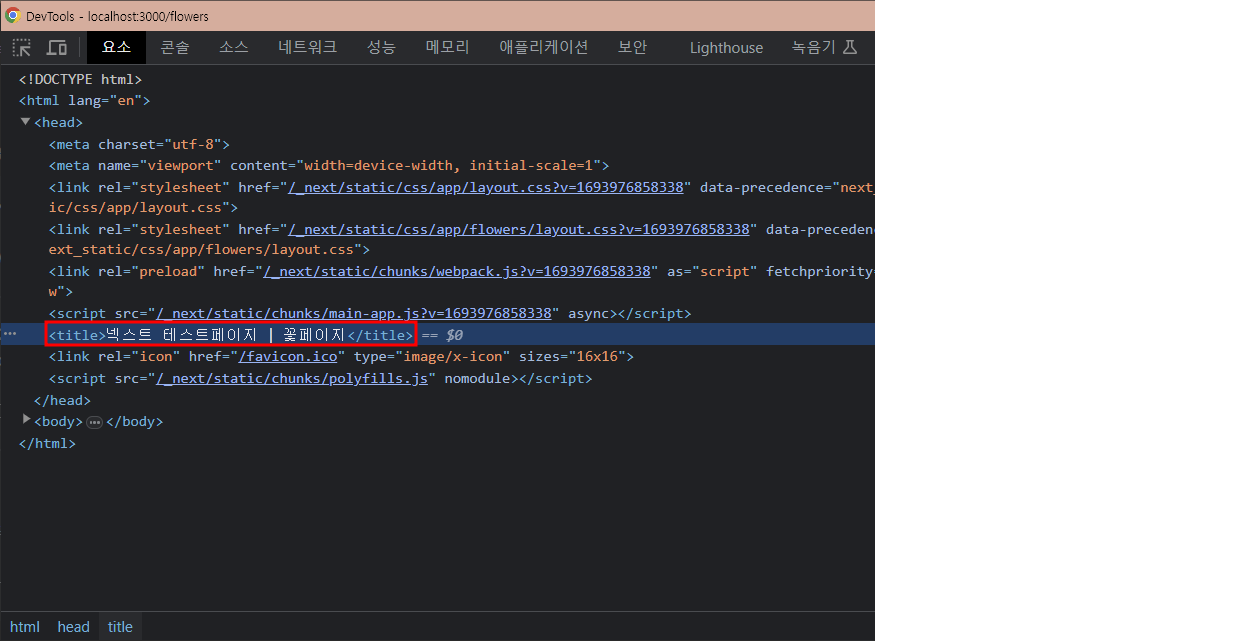 DevTools - localhost:3000/flowers
요소 콘솔 소스 네트워크 성능 메모리 애플리케이션 보안 Lighthouse 녹음기
<!DOCTYPE html>
<html lang="en">
<head>
<meta charset="utf-8">
<meta name="viewport" content="width=device-width, initial-scale=1">
<link rel="stylesheet" href="/_next/static/css/app/layout.css?v=1693976858338" data-precedence="next_
ic/css/app/layout.css">
<link rel="stylesheet" href="/_next/static/css/app/flowers/layout.css?v=1693976858338" data-preceden
ext_static/css/app/flowers/layout.css">
<link rel="preload" href="/_next/static/chunks/webpack.js?v=1693976858338" as="script" fetchpriority=
w">
<script src="/_next/static/chunks/main-app.js?v=1693976858338" async></script>
<title>넥스트 테스트페이지 | 꽃페이지</title> == $0
<link rel="icon" href="/favicon.ico" type="image/x-icon" sizes="16x16">
<script src="/_next/static/chunks/polyfills.js" nomodule></script>
</head>
<body>…</body>
</html>
html head title